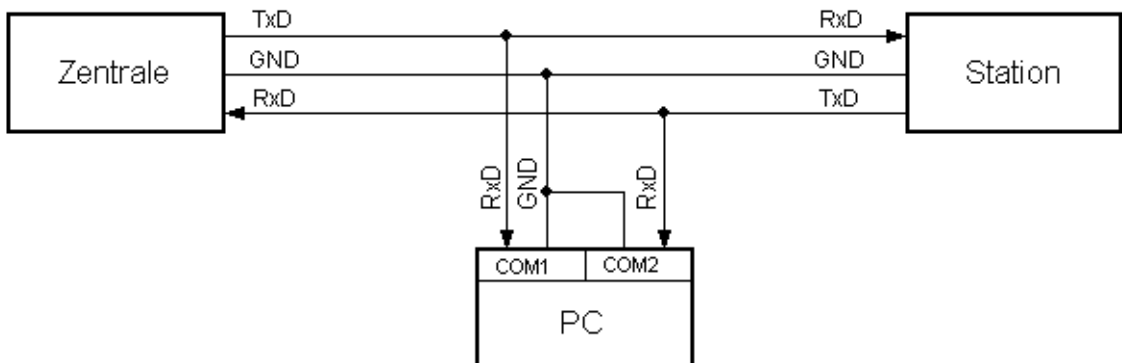 TxD
RxD
Zentrale
GND
GND
Station
RxD
TxD
RxD
GND
RxD
COM1
COM2
PC